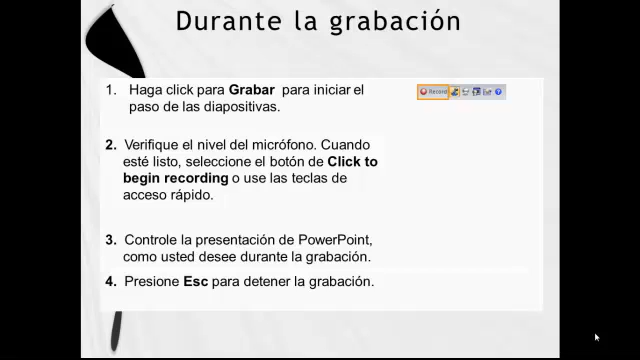 Durante la grabación
1. Haga click para Grabar para iniciar el
paso de las diapositivas.
Record
2. Verifique el nivel del micrófono. Cuando
esté listo, seleccione el botón de Click to
begin recording o use las teclas de
acceso rápido.
3. Controle la presentación de PowerPoint,
como usted desee durante la grabación.
4. Presione Esc para detener la grabación.